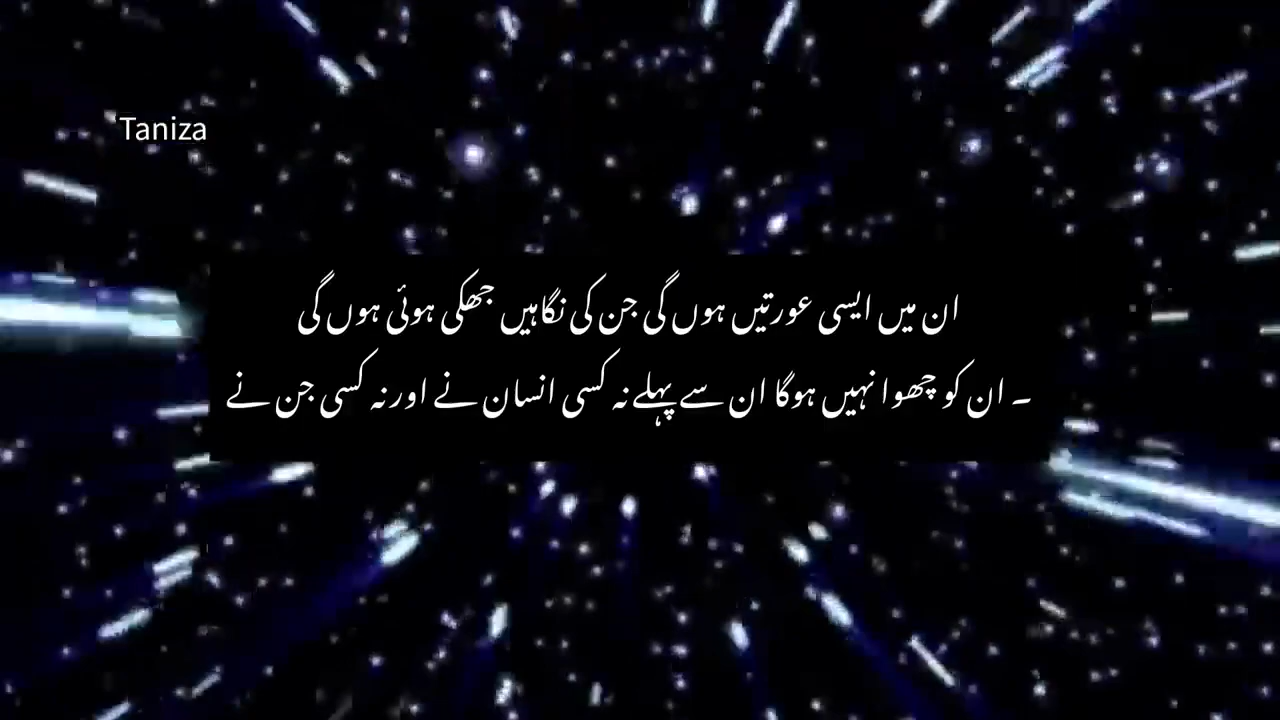 Taniza
ان میں ایسی عورتیں ہوں گی جن کی نگاہیں جھکی ہوئی ہوں گی
۔ ان کو چھوا نہیں ہوگا ان سے پہلے نہ کسی انسان نے اور نہ کسی جن نے